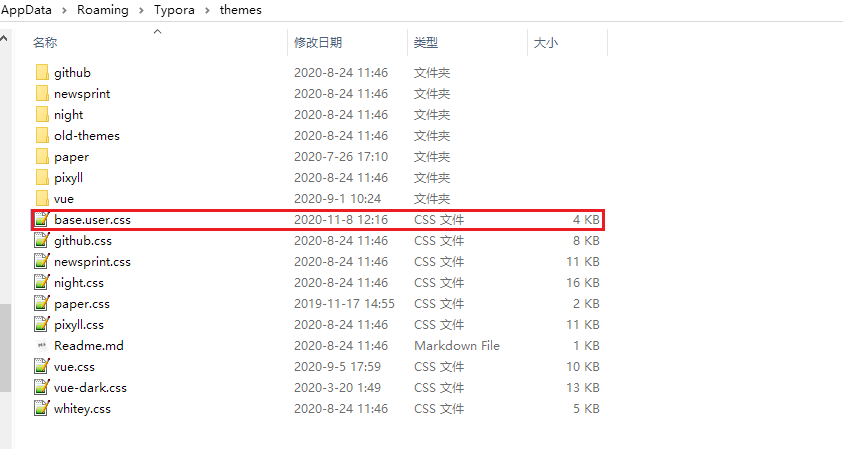 AppData > Roaming > Typora > themes
名称 修改日期 类型 大小
github 2020-8-24 11:46 文件夹
newsprint 2020-8-24 11:46 文件夹
night 2020-8-24 11:46 文件夹
old-themes 2020-8-24 11:46 文件夹
paper 2020-7-26 17:10 文件夹
pixyll 2020-8-24 11:46 文件夹
vue 2020-9-1 10:24 文件夹
base.user.css 2020-11-8 12:16 CSS 文件 4 KB
github.css 2020-8-24 11:46 CSS 文件 8 KB
newsprint.css 2020-8-24 11:46 CSS 文件 11 KB
night.css 2020-8-24 11:46 CSS 文件 16 KB
paper.css 2019-11-17 14:55 CSS 文件 2 KB
pixyll.css 2020-8-24 11:46 CSS 文件 11 KB
Readme.md 2020-8-24 11:46 Markdown File 1 KB
vue.css 2020-9-5 17:59 CSS 文件 10 KB
vue-dark.css 2020-3-20 1:49 CSS 文件 13 KB
whitey.css 2020-8-24 11:46 CSS 文件 5 KB